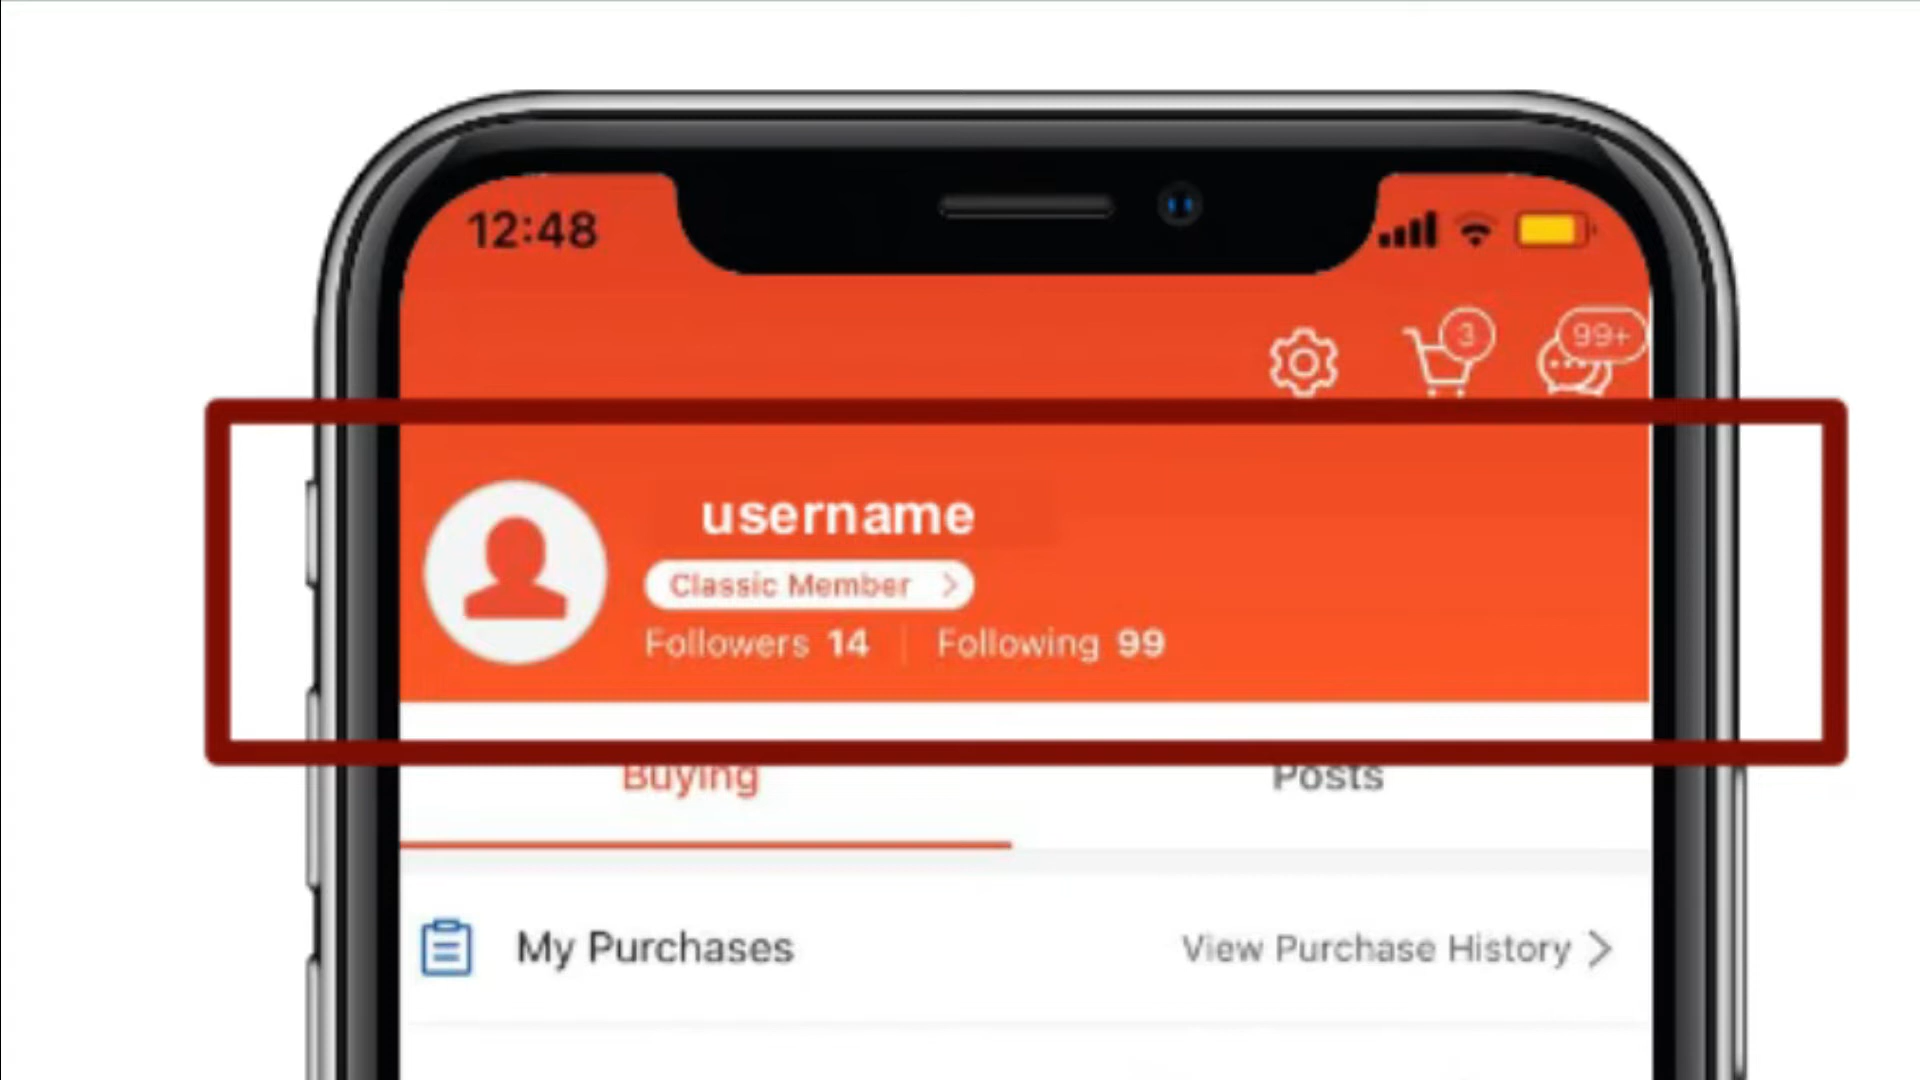 12:48
3
99+
username
Classic Member
Followers 14 Following 99
Buying Posts
My Purchases View Purchase History